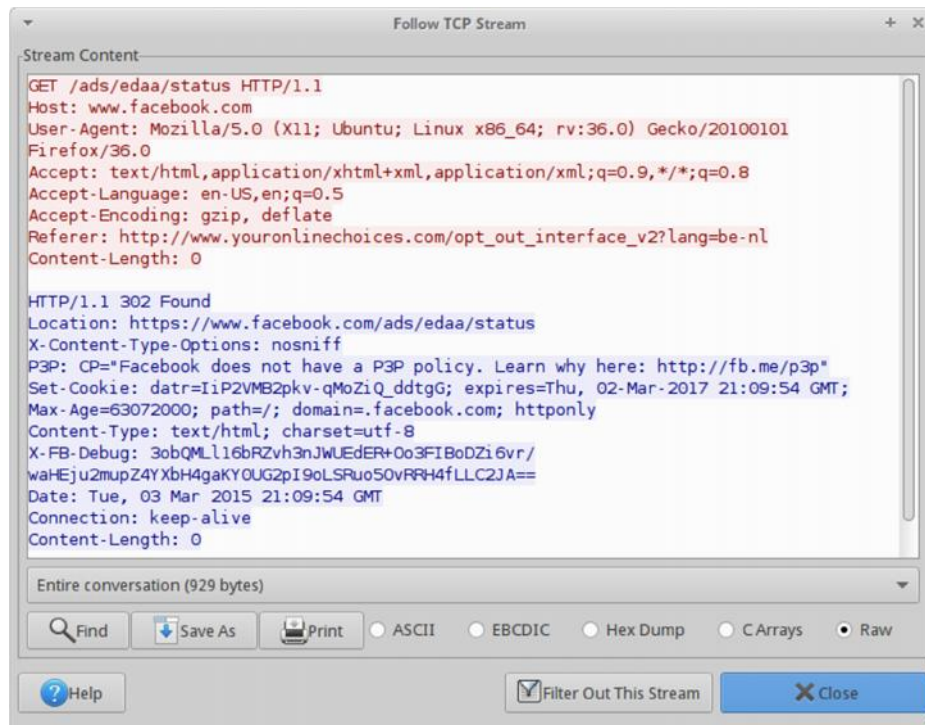 Follow TCP Stream
Stream Content
GET /ads/edaa/status HTTP/1.1
Host: www.facebook.com
User-Agent: Mozilla/5.0 (X11; Ubuntu; Linux x86_64; rv:36.0) Gecko/20100101
Firefox/36.0
Accept: text/html,application/xhtml+xml,application/xml;q=0.9,*/*;q=0.8
Accept-Language: en-US,en;q=0.5
Accept-Encoding: gzip, deflate
Referer: http://www.youronlinechoices.com/opt_out_interface_v2?lang=be-nl
Content-Length: 0
HTTP/1.1 302 Found
Location: https://www.facebook.com/ads/edaa/status
X-Content-Type-Options: nosniff
P3P: CP="Facebook does not have a P3P policy. Learn why here: http://fb.me/p3p"
Set-Cookie: datr=IiP2VMB2pkv-qMoZiQ_ddtgG; expires=Thu, 02-Mar-2017 21:09:54 GMT;
Max-Age=63072000; path=/; domain=.facebook.com; httponly
Content-Type: text/html; charset=utf-8
X-FB-Debug: 3obQMLl16bRZvh3nJWUEdER+Oo3FIBoDZi6vr/
waHEju2mupZ4YXbH4gaKY0UG2pI9oLSRuo5OvRRH4fLLC2JA==
Date: Tue, 03 Mar 2015 21:09:54 GMT
Connection: keep-alive
Content-Length: 0
Entire conversation (929 bytes)
Find Save As Print ASCII EBCDIC Hex Dump C Arrays Raw
Help Filter Out This Stream Close